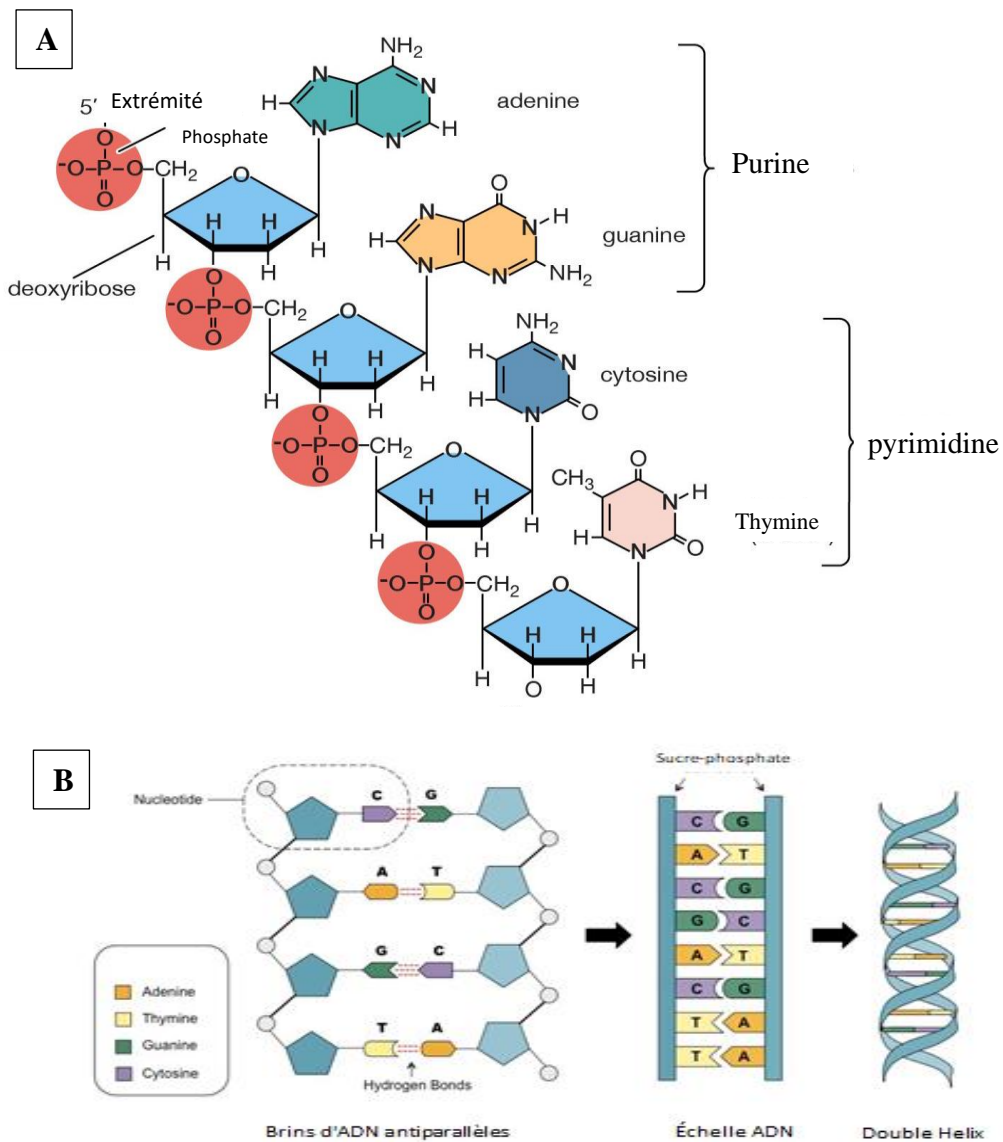 A
NH₂
N
N
H
N
N
H
adenine
5' Extrémité
Phosphate
O
⁻O-P-O-CH₂
O
O
H H
H H
deoxyribose
Purine
O
N
N
H
H
N
N
NH₂
guanine
O
⁻O-P-O-CH₂
O
O
H H
H H
NH₂
H
N
H
N
O
cytosine
O
⁻O-P-O-CH₂
O
O
H H
H H
pyrimidine
O
CH₃
N
H
H
N
O
Thymine
O
⁻O-P-O-CH₂
O
O
H H
H H
O H
B
Sucre-phosphate
Nucleotide
C G
A T
G C
T A
Hydrogen Bonds
Adenine
Thymine
Guanine
Cytosine
C G
A T
C G
G C
A T
C G
T A
T A
Brins d'ADN antiparallèles
Échelle ADN
Double Helix